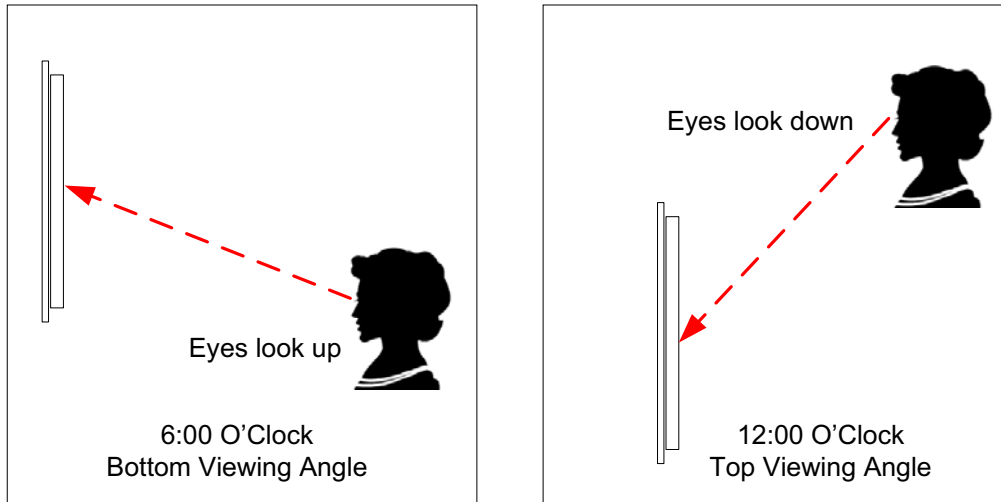 Eyes look up
6:00 O'Clock
Bottom Viewing Angle
Eyes look down
12:00 O'Clock
Top Viewing Angle